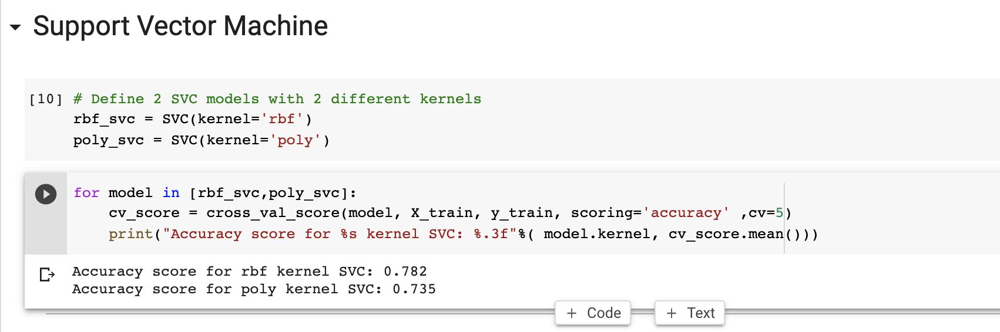 Support Vector Machine
[10] # Define 2 SVC models with 2 different kernels
rbf_svc = SVC(kernel='rbf')
poly_svc = SVC(kernel='poly')
for model in [rbf_svc,poly_svc]:
    cv_score = cross_val_score(model, X_train, y_train, scoring='accuracy' ,cv=5)
    print("Accuracy score for %s kernel SVC: %.3f"%( model.kernel, cv_score.mean()))
Accuracy score for rbf kernel SVC: 0.782
Accuracy score for poly kernel SVC: 0.735
+ Code + Text